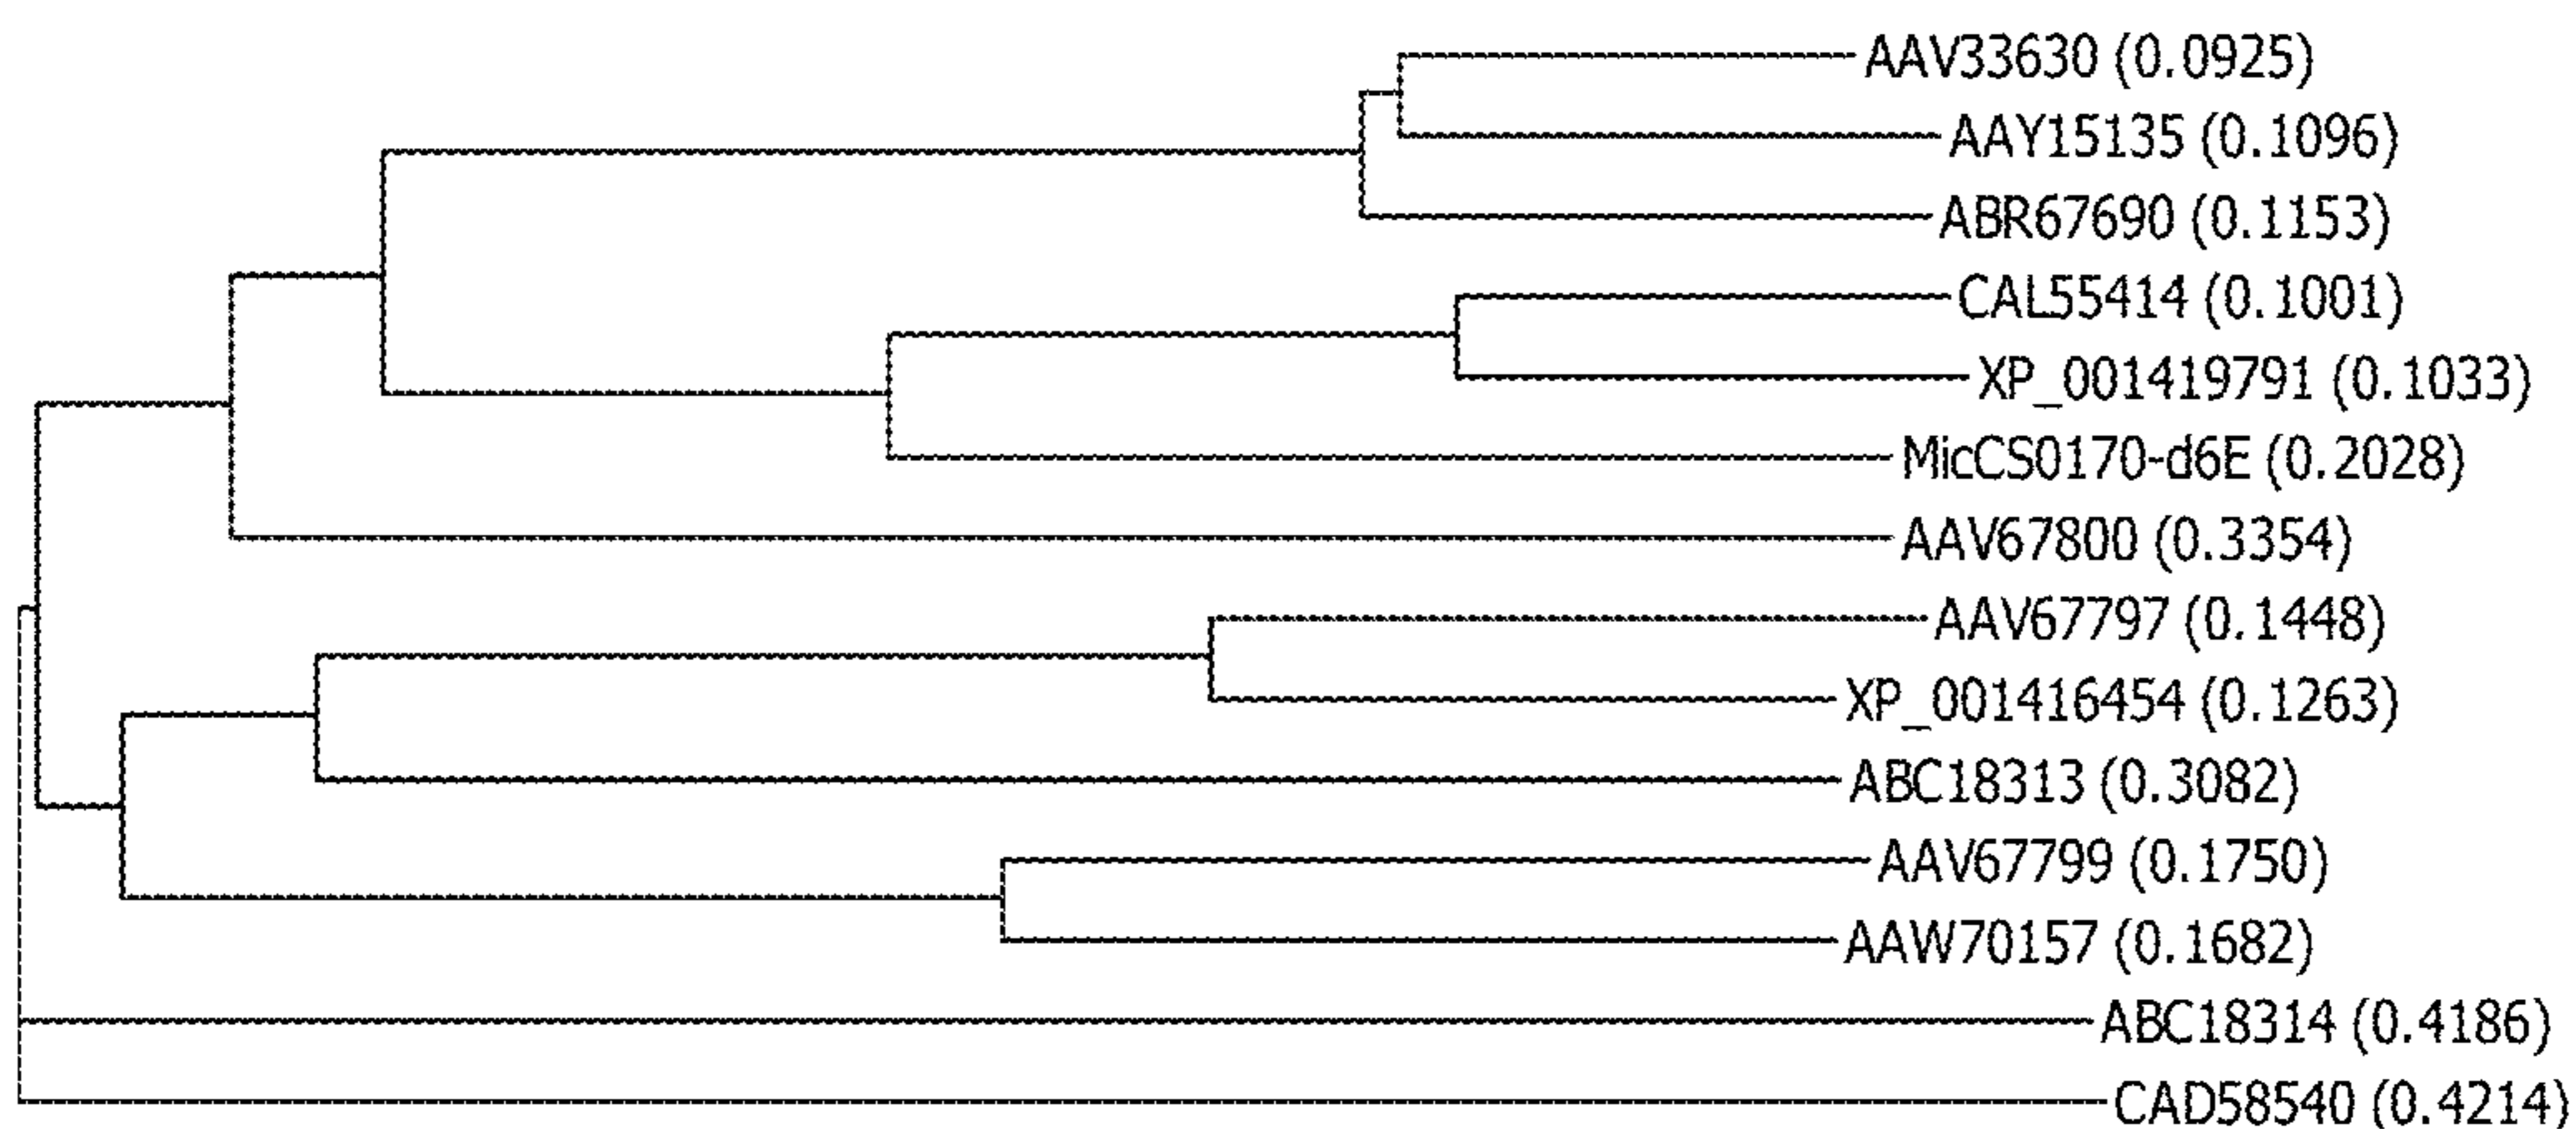 AAV33630 (0.0925)
AAY15135 (0.1096)
ABR67690 (0.1153)
CAL55414 (0.1001)
XP_001419791 (0.1033)
MicCS0170-d6E (0.2028)
AAV67800 (0.3354)
AAV67797 (0.1448)
XP_001416454 (0.1263)
ABC18313 (0.3082)
AAV67799 (0.1750)
AAW70157 (0.1682)
ABC18314 (0.4186)
CAD58540 (0.4214)